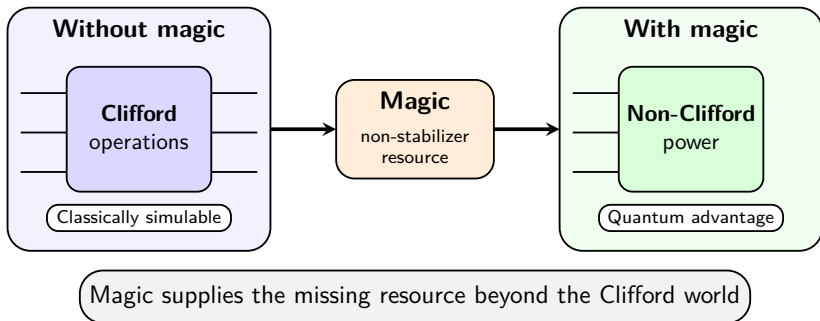 Without magic
Clifford
operations
Classically simulable
Magic
non-stabilizer
resource
With magic
Non-Clifford
power
Quantum advantage
Magic supplies the missing resource beyond the Clifford world